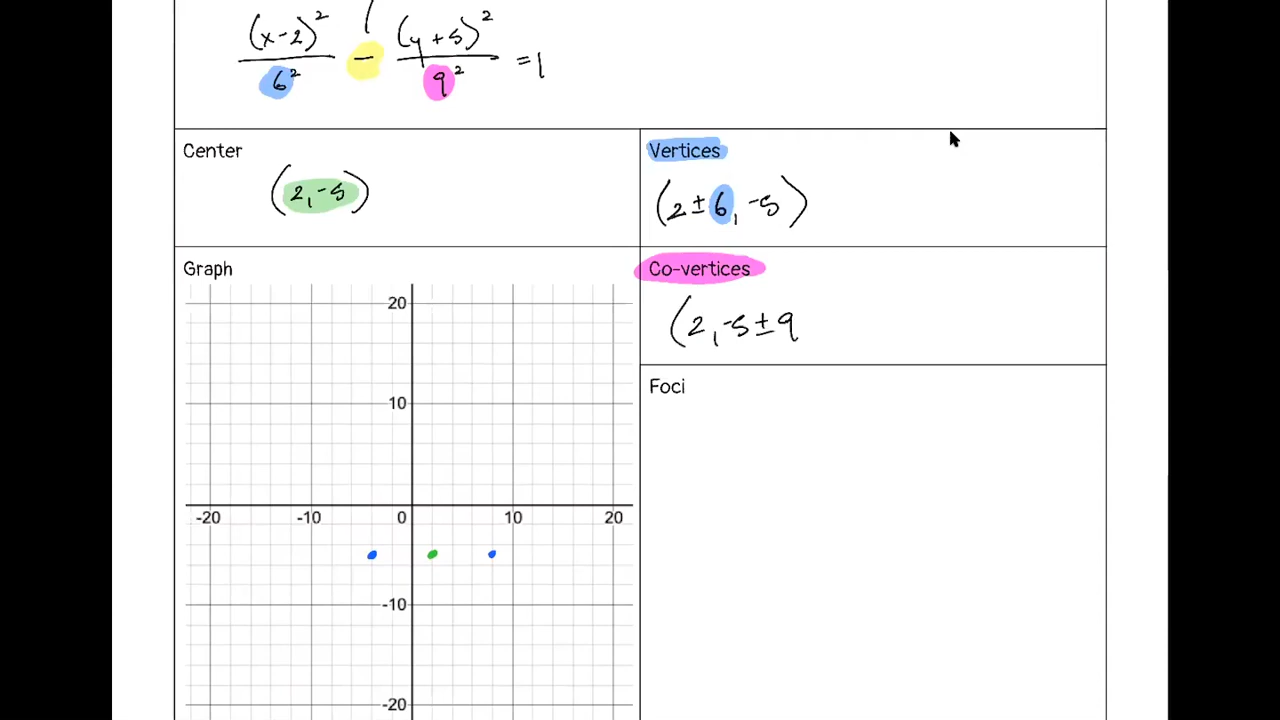 (x-2)² / 6² - (y+5)² / 9² = 1
Center
(2, -5)
Vertices
(2 ± 6, -5)
Graph
Co-vertices
(2, -5 ± 9
Foci
20
10
-20 -10 0 10 20
-10
-20